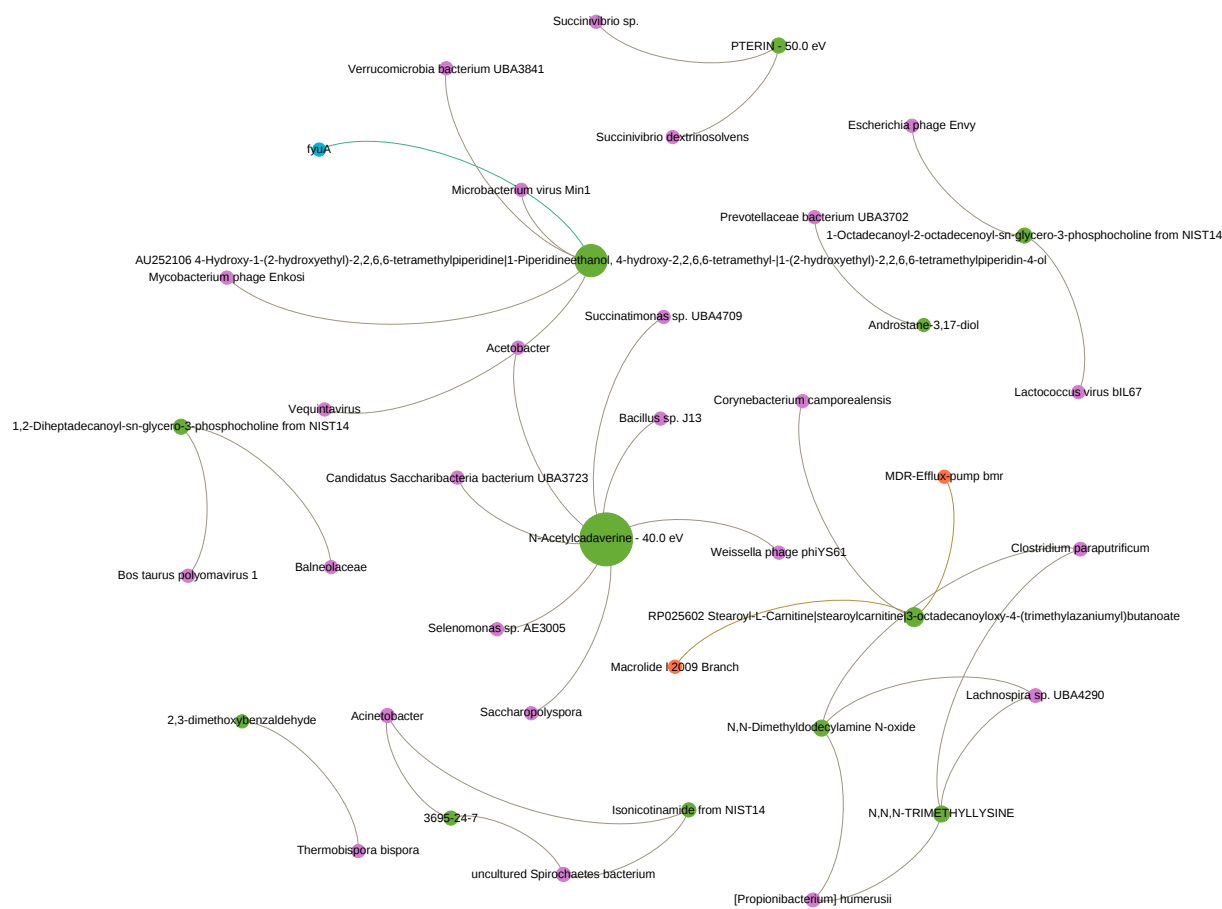 Succinivibrio sp.
PTERIN - 50.0 eV
Verrucomicrobia bacterium UBA3841
Escherichia phage Envy
Succinivibrio dextrinosolvens
fyuA
Microbacterium virus Min1
Prevotellaceae bacterium UBA3702
1-Octadecanoyl-2-octadecenoyl-sn-glycero-3-phosphocholine from NIST14
AU252106 4-Hydroxy-1-(2-hydroxyethyl)-2,2,6,6-tetramethylpiperidine|1-Piperidineethanol, 4-hydroxy-2,2,6,6-tetramethyl-|1-(2-hydroxyethyl)-2,2,6,6-tetramethylpiperidin-4-ol
Mycobacterium phage Enkosi
Succinatimonas sp. UBA4709
Androstane-3,17-diol
Acetobacter
Lactococcus virus bIL67
Corynebacterium camporealensis
Vequintavirus
Bacillus sp. J13
1,2-Diheptadecanoyl-sn-glycero-3-phosphocholine from NIST14
Candidatus Saccharibacteria bacterium UBA3723
MDR-Efflux-pump bmr
N-Acetylcadaverine - 40.0 eV
Weissella phage phiYS61
Clostridium paraputrificum
Balneolaceae
Bos taurus polyomavirus 1
RP025602 Stearoyl-L-Carnitine|stearoylcarnitine|3-octadecanoyloxy-4-(trimethylazaniumyl)butanoate
Selenomonas sp. AE3005
Macrolide I 2009 Branch
Lachnospira sp. UBA4290
Saccharopolyspora
Acinetobacter
2,3-dimethoxybenzaldehyde
N,N-Dimethyldodecylamine N-oxide
Isonicotinamide from NIST14
N,N,N-TRIMETHYLLYSINE
3695-24-7
Thermobispora bispora
uncultured Spirochaetes bacterium
[Propionibacterium] humerusii